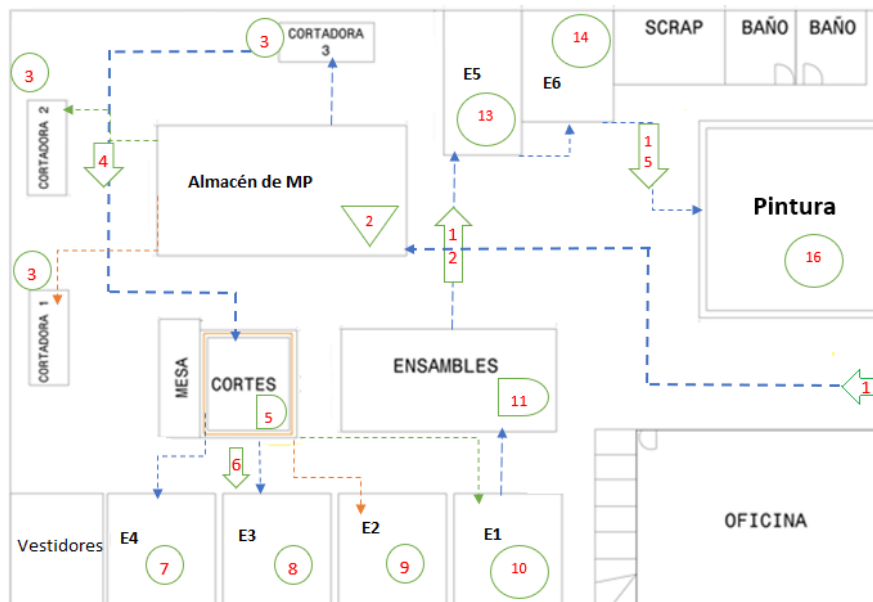 3
CORTADORA
3
14
SCRAP
BAÑO
BAÑO
E5
E6
3
13
CORTADORA 2
4
1
5
Almacén de MP
2
Pintura
1
2
16
3
CORTADORA 1
MESA
CORTES
5
ENSAMBLES
11
1
6
Vestidores
E4
7
E3
8
E2
9
E1
10
OFICINA